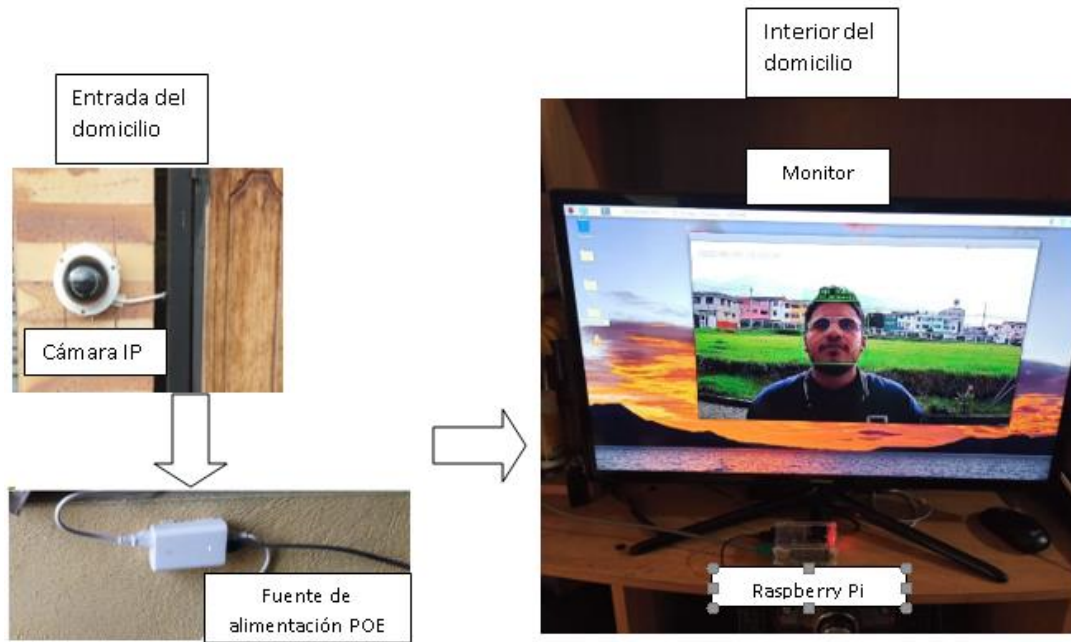 Entrada del
domicilio
Cámara IP
Fuente de
alimentación POE
Interior del
domicilio
Monitor
Raspberry Pi